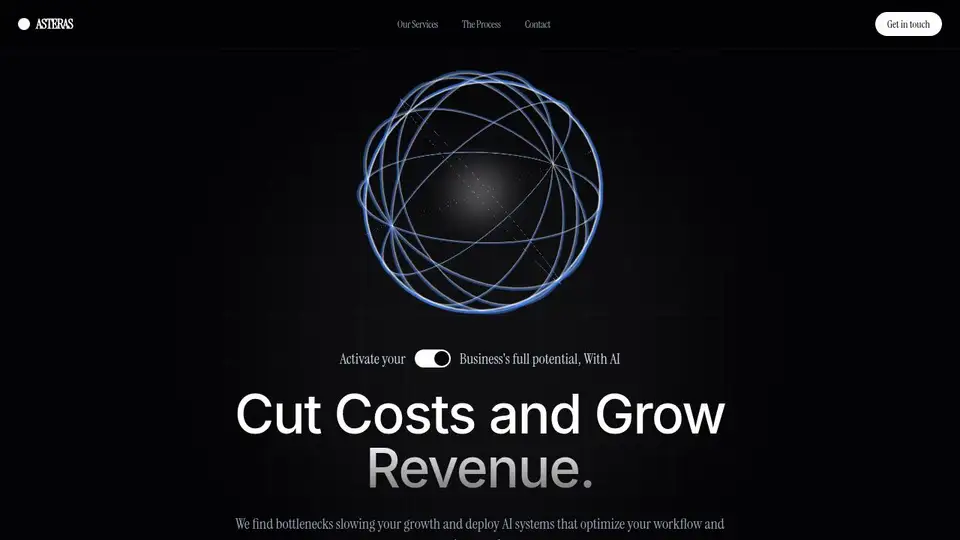 ASTERAS
Our Services
The Process
Contact
Get in touch
Activate your
Business's full potential, With AI
Cut Costs and Grow
Revenue.
We find bottlenecks slowing your growth and deploy AI systems that optimize your workflow and